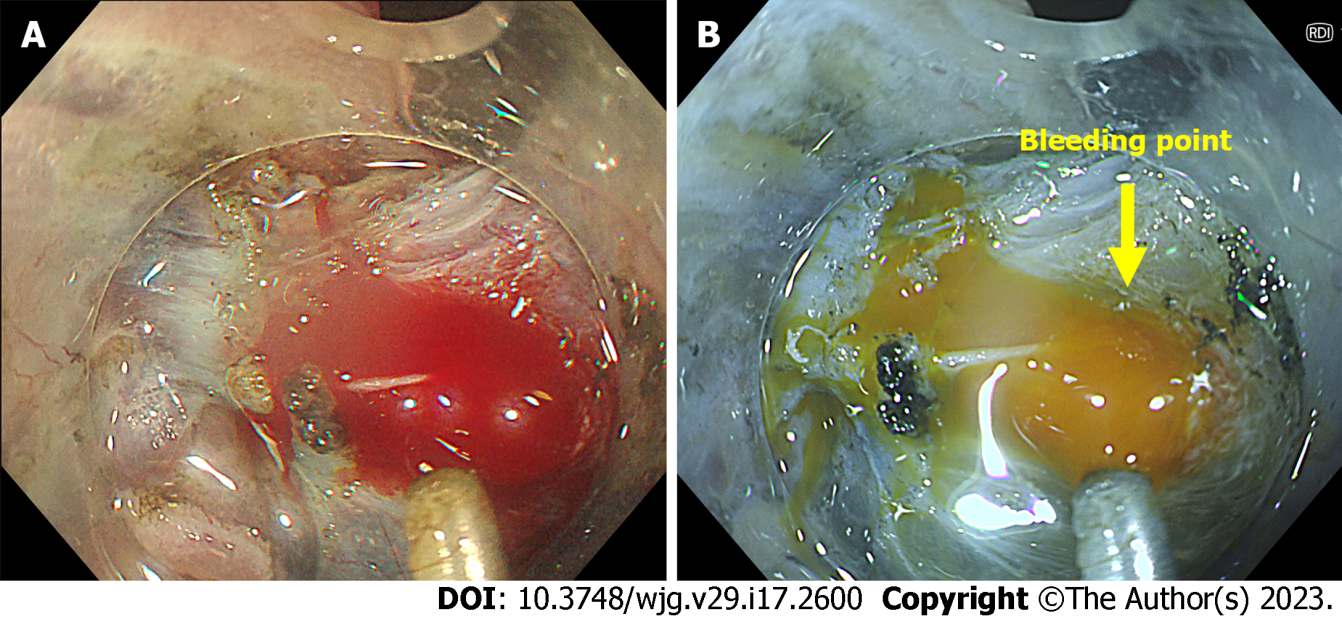 A
B
RDI
Bleeding point
DOI: 10.3748/wjg.v29.i17.2600 Copyright ©The Author(s) 2023.